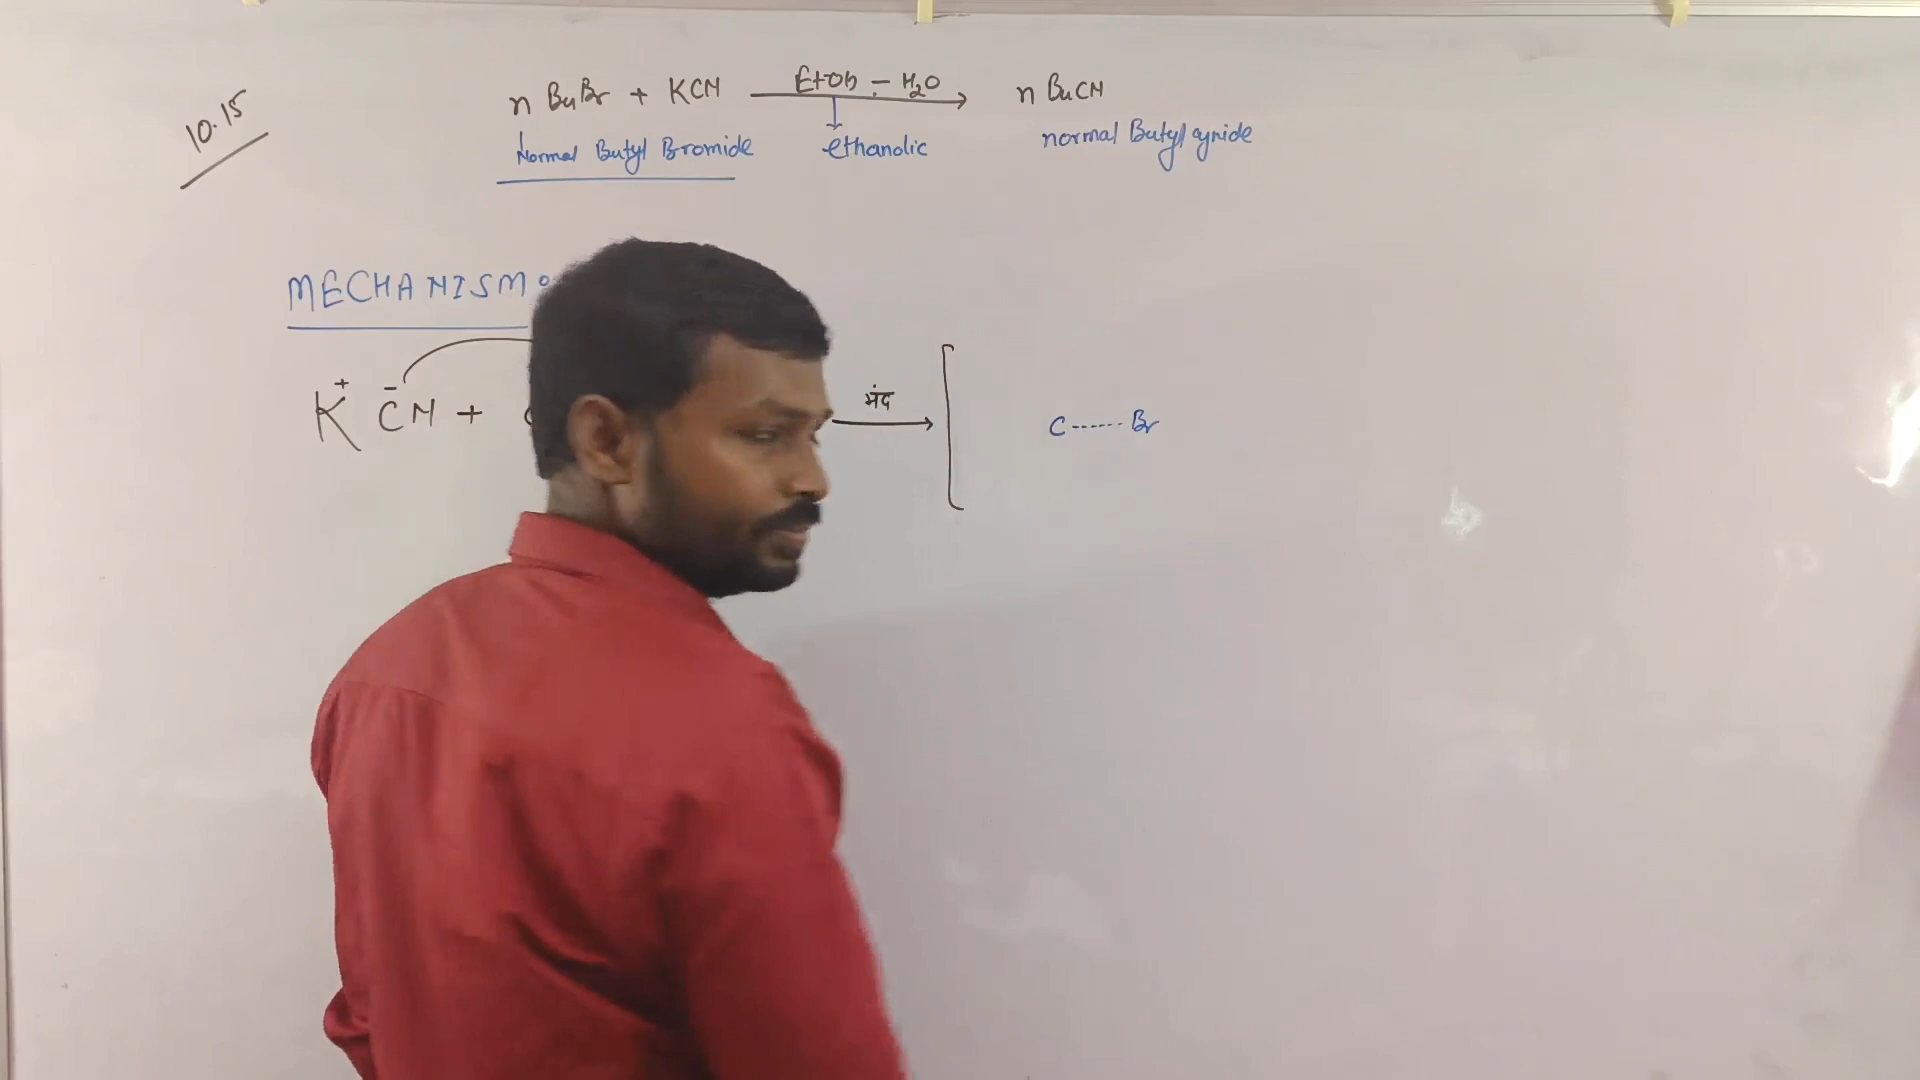 10.15
n BuBr + KCN EtOh - H₂O n BuCN
Normal Butyl Bromide ethanolic normal Butyl cynide
MECHANISM
K⁺ C̄N + मंद C------Br